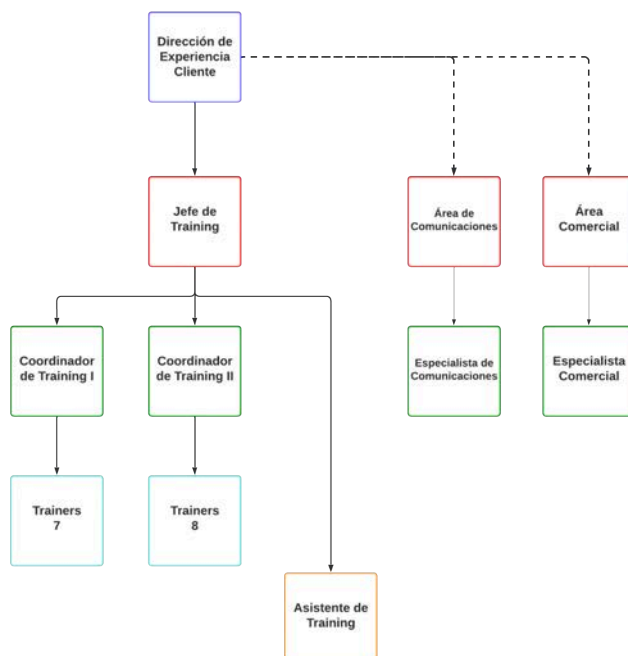 Dirección de
Experiencia
Cliente
Jefe de
Training
Área de
Comunicaciones
Área
Comercial
Coordinador
de Training I
Coordinador
de Training II
Especialista de
Comunicaciones
Especialista
Comercial
Trainers
7
Trainers
8
Asistente de
Training